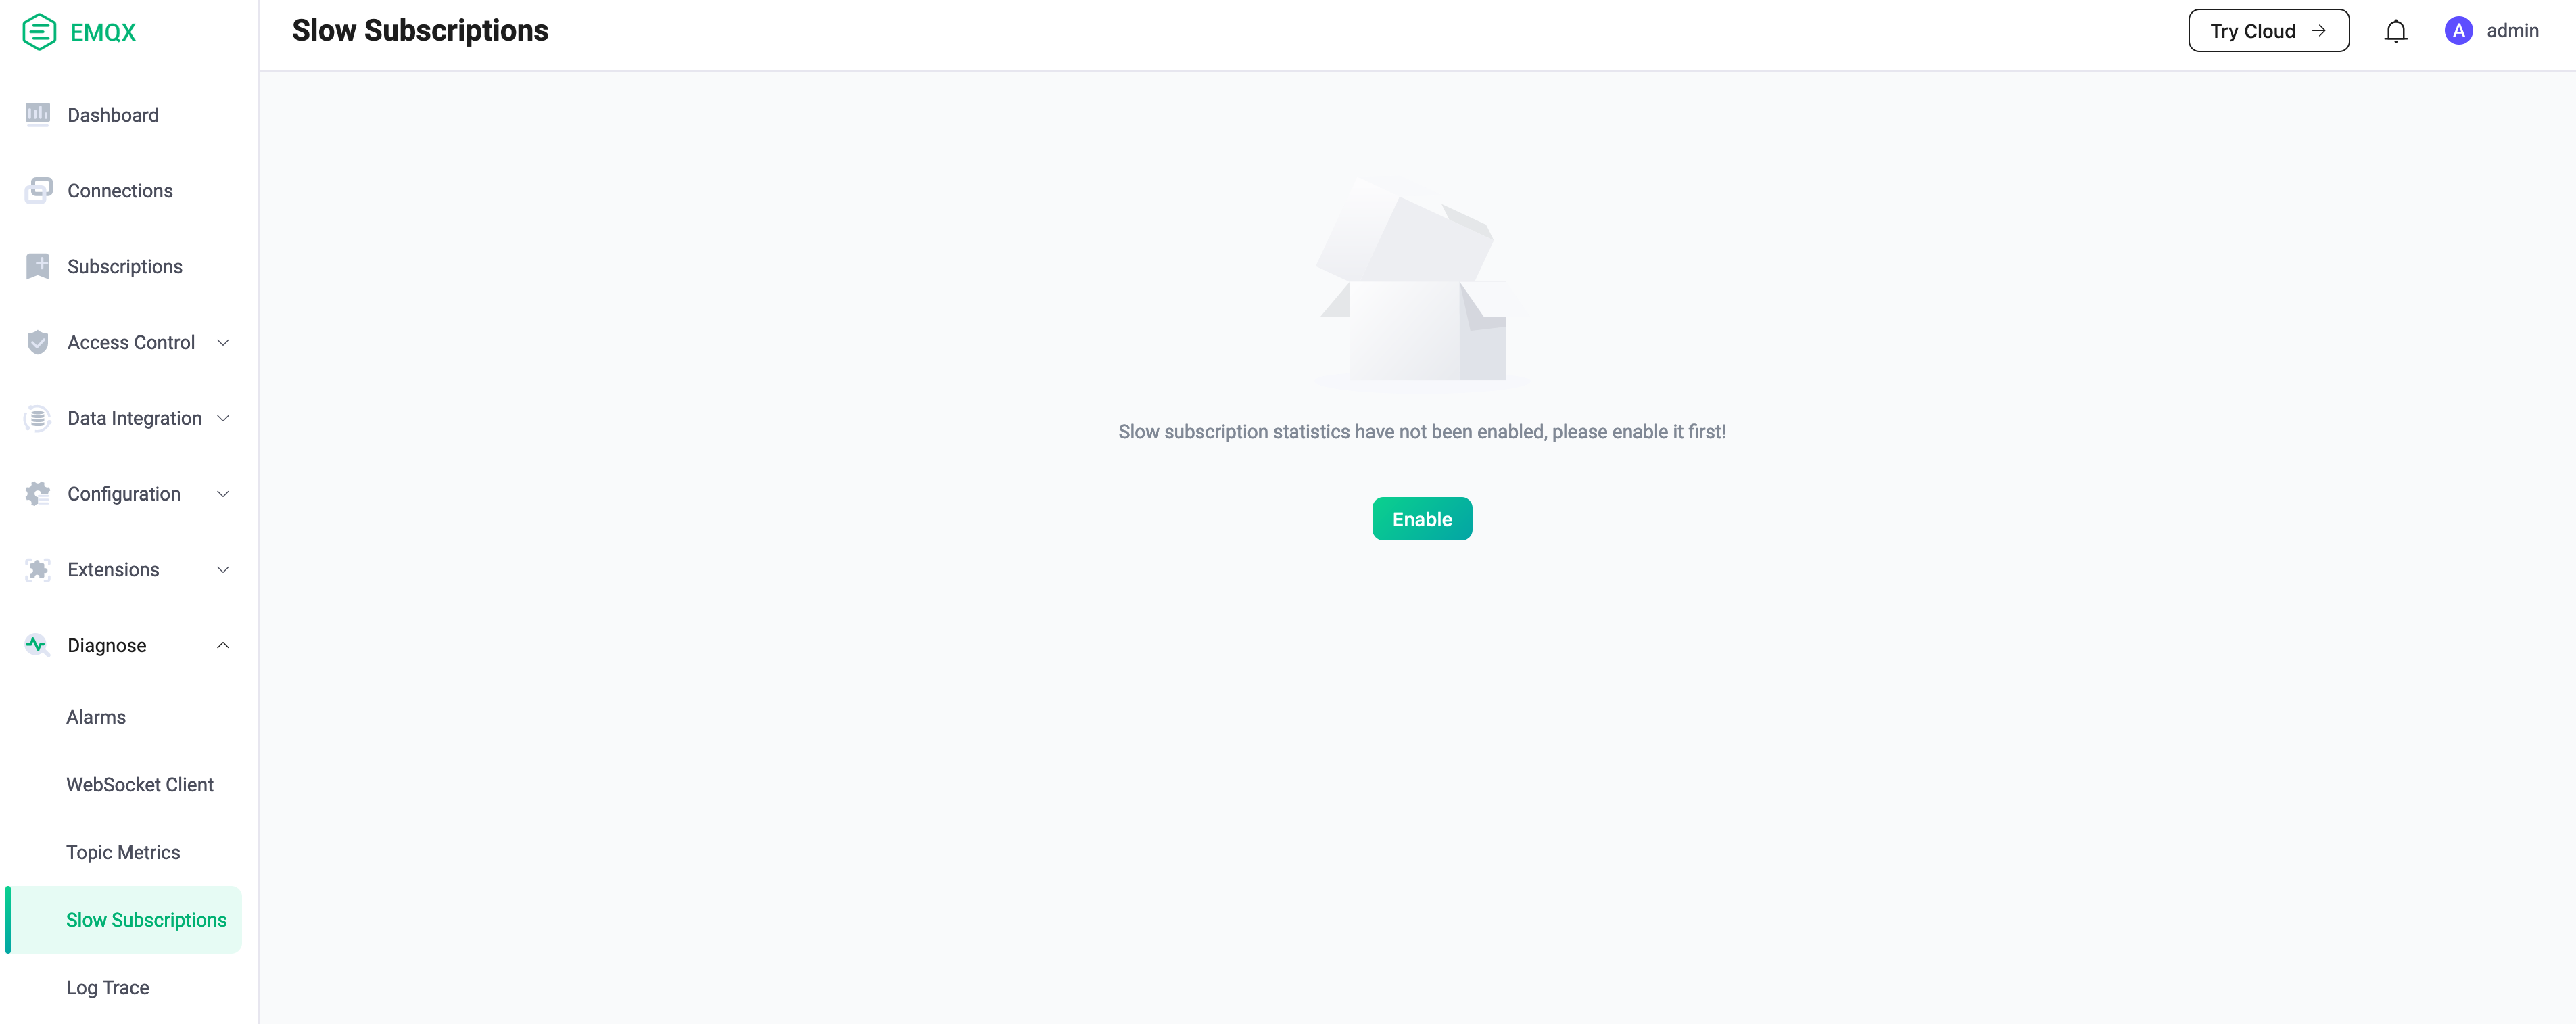 EMQX
Slow Subscriptions
Try Cloud →
A admin
Dashboard
Connections
Subscriptions
Access Control
Data Integration
Configuration
Extensions
Diagnose
Alarms
WebSocket Client
Topic Metrics
Slow Subscriptions
Log Trace
Slow subscription statistics have not been enabled, please enable it first!
Enable